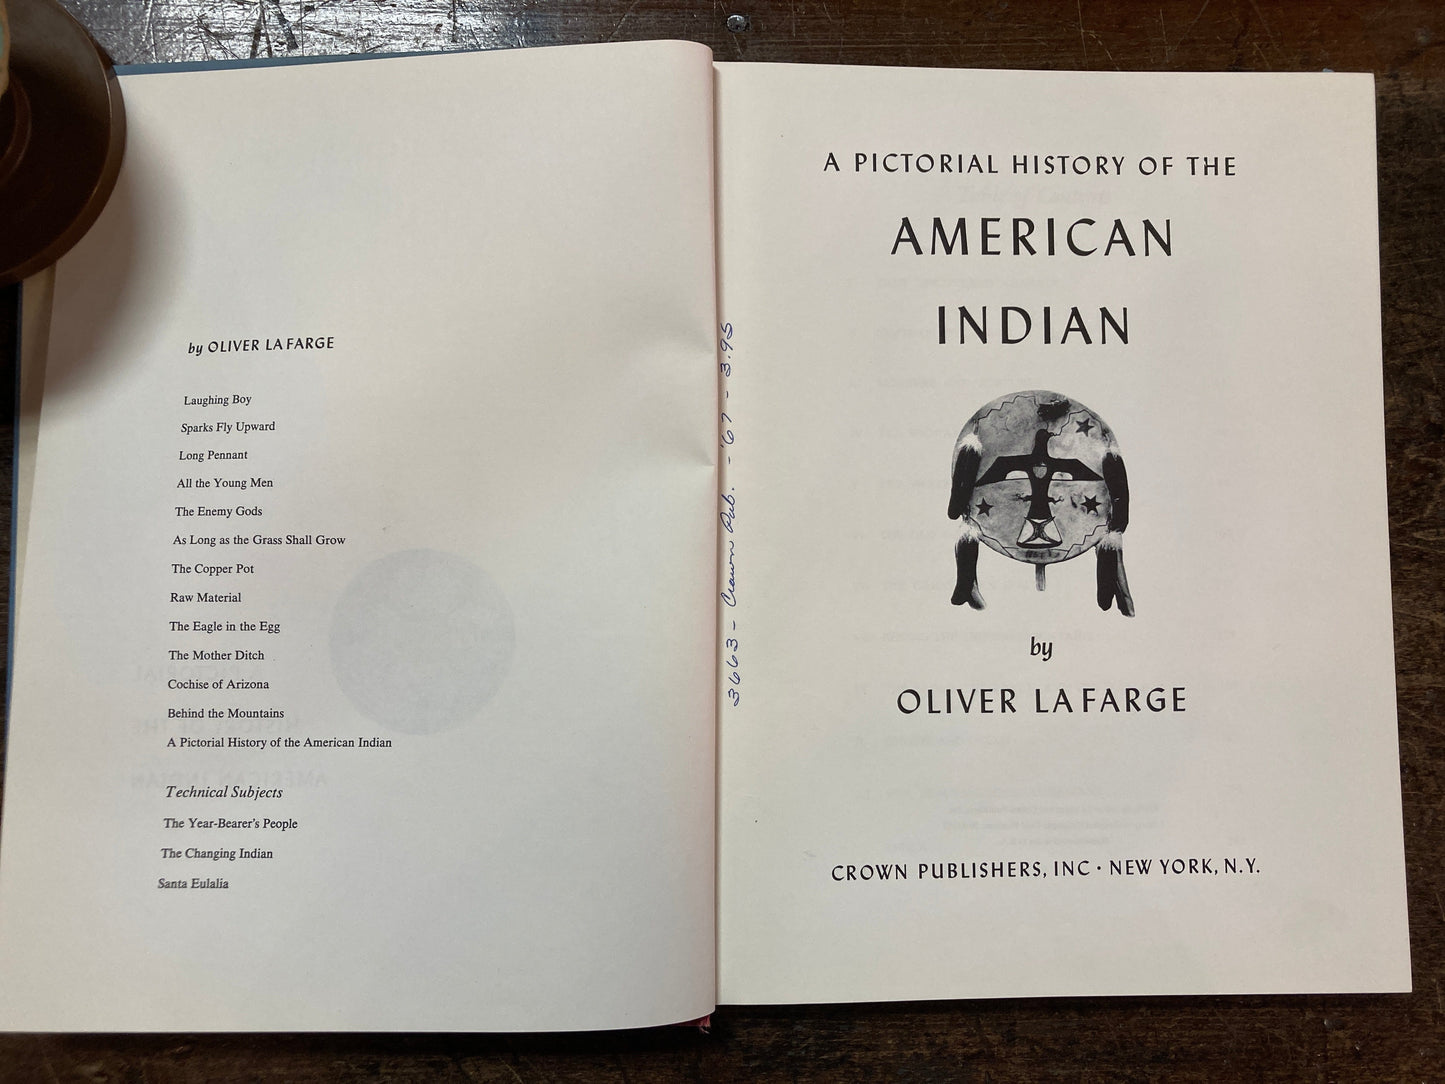 by OLIVER LA FARGE
Laughing Boy
Sparks Fly Upward
Long Pennant
All the Young Men
The Enemy Gods
As Long as the Grass Shall Grow
The Copper Pot
Raw Material
The Eagle in the Egg
The Mother Ditch
Cochise of Arizona
Behind the Mountains
A Pictorial History of the American Indian
Technical Subjects
The Year-Bearer's People
The Changing Indian
Santa Eulalia
3663 - Crown Pub. - '67 - 3.95
A PICTORIAL HISTORY OF THE
AMERICAN
INDIAN
by
OLIVER LA FARGE
CROWN PUBLISHERS, INC · NEW YORK, N.Y.